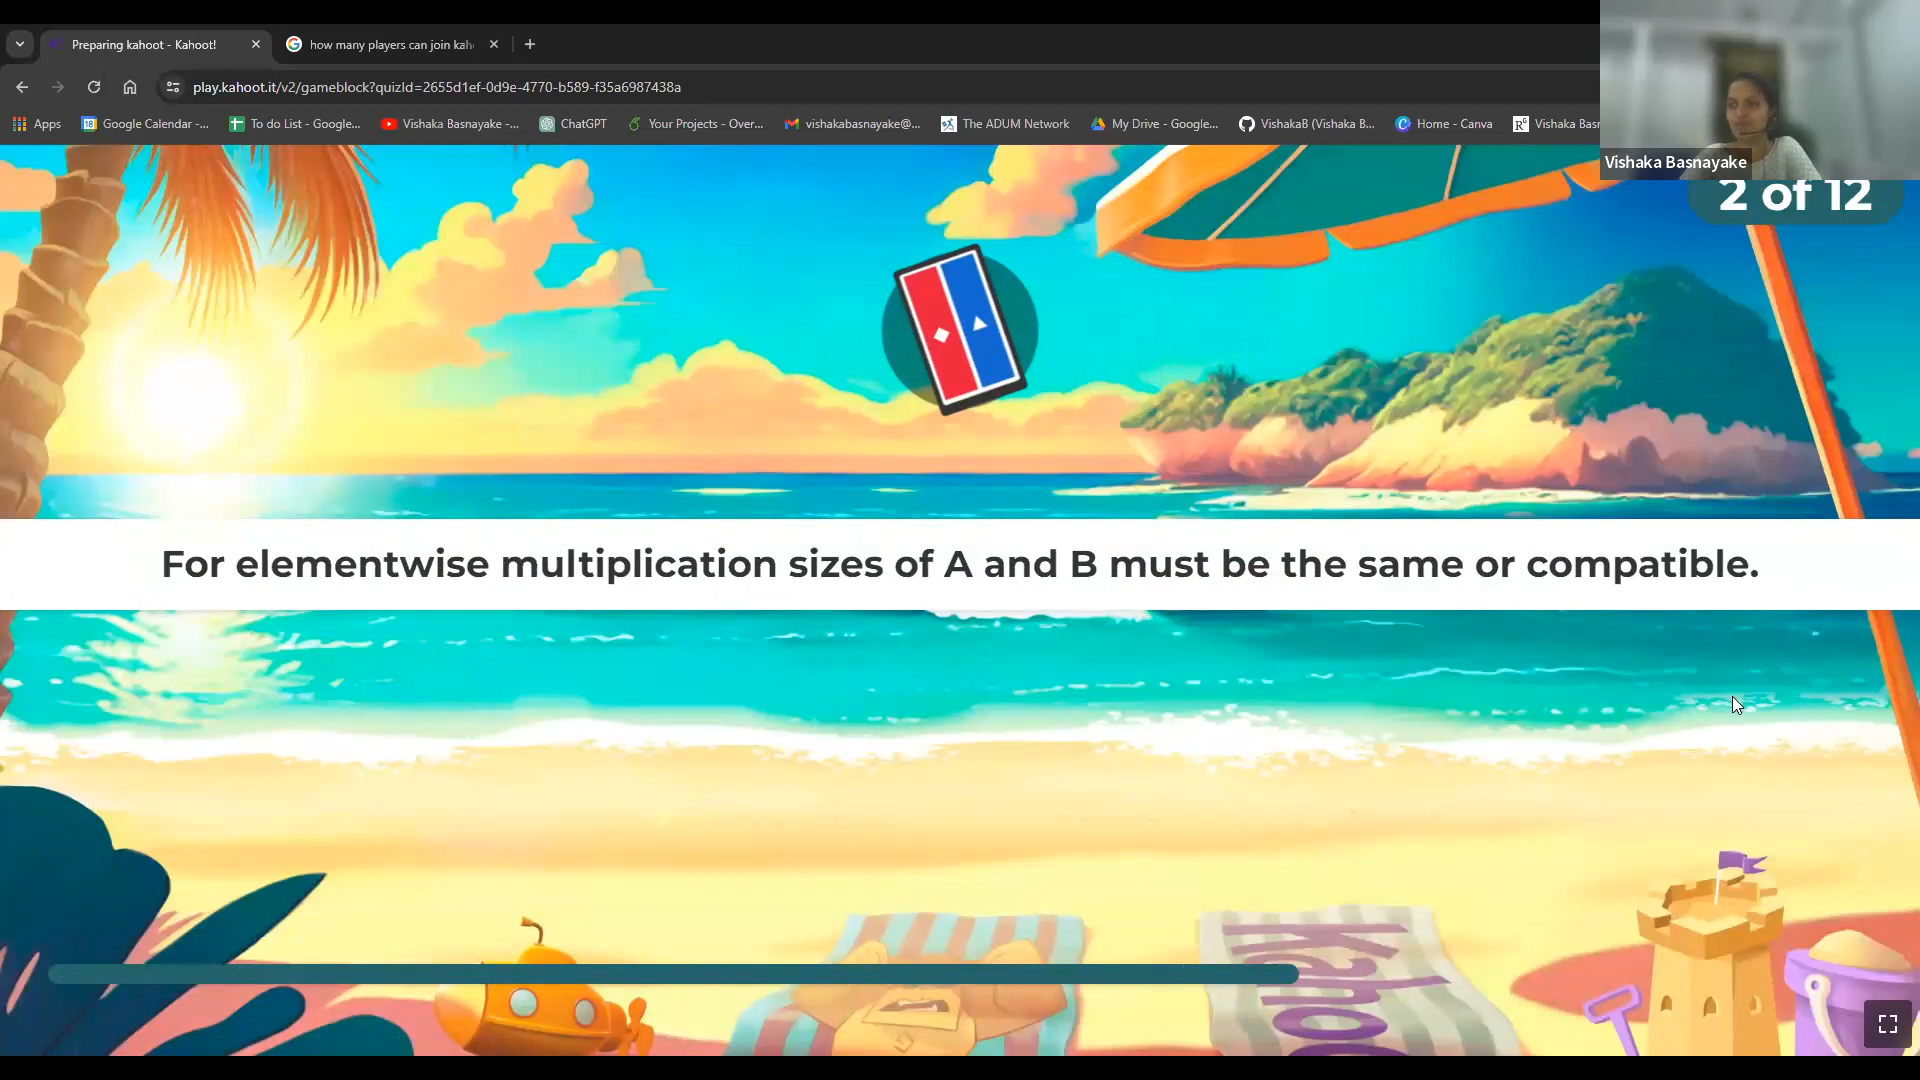 Preparing kahoot - Kahoot!
how many players can join kah
play.kahoot.it/v2/gameblock?quizId=2655d1ef-0d9e-4770-b589-f35a6987438a
Apps
Google Calendar -...
To do List - Google...
Vishaka Basnayake -...
ChatGPT
Your Projects - Over...
vishakabasnayake@...
The ADUM Network
My Drive - Google...
VishakaB (Vishaka B...
Home - Canva
Vishaka Basn
Vishaka Basnayake
2 of 12
For elementwise multiplication sizes of A and B must be the same or compatible.
Kahoo